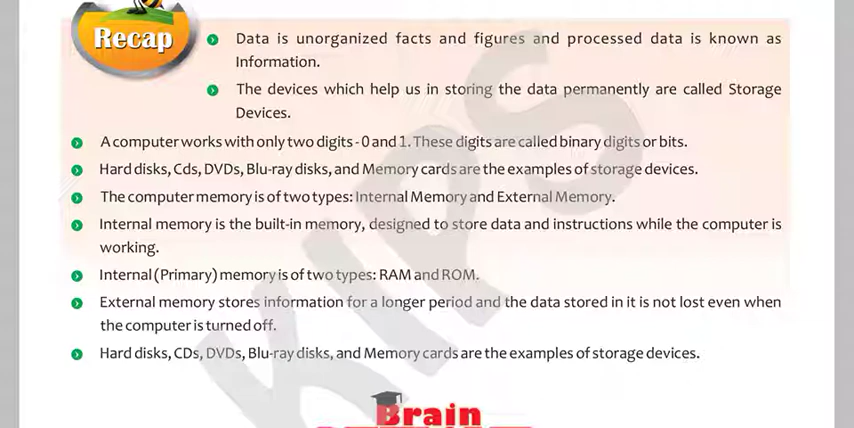 Recap
Data is unorganized facts and figures and processed data is known as
Information.
The devices which help us in storing the data permanently are called Storage
Devices.
A computer works with only two digits - 0 and 1. These digits are called binary digits or bits.
Hard disks, Cds, DVDs, Blu-ray disks, and Memory cards are the examples of storage devices.
The computer memory is of two types: Internal Memory and External Memory.
Internal memory is the built-in memory, designed to store data and instructions while the computer is
working.
Internal (Primary) memory is of two types: RAM and ROM.
External memory stores information for a longer period and the data stored in it is not lost even when
the computer is turned off.
Hard disks, CDs, DVDs, Blu-ray disks, and Memory cards are the examples of storage devices.
KIPS
Brain